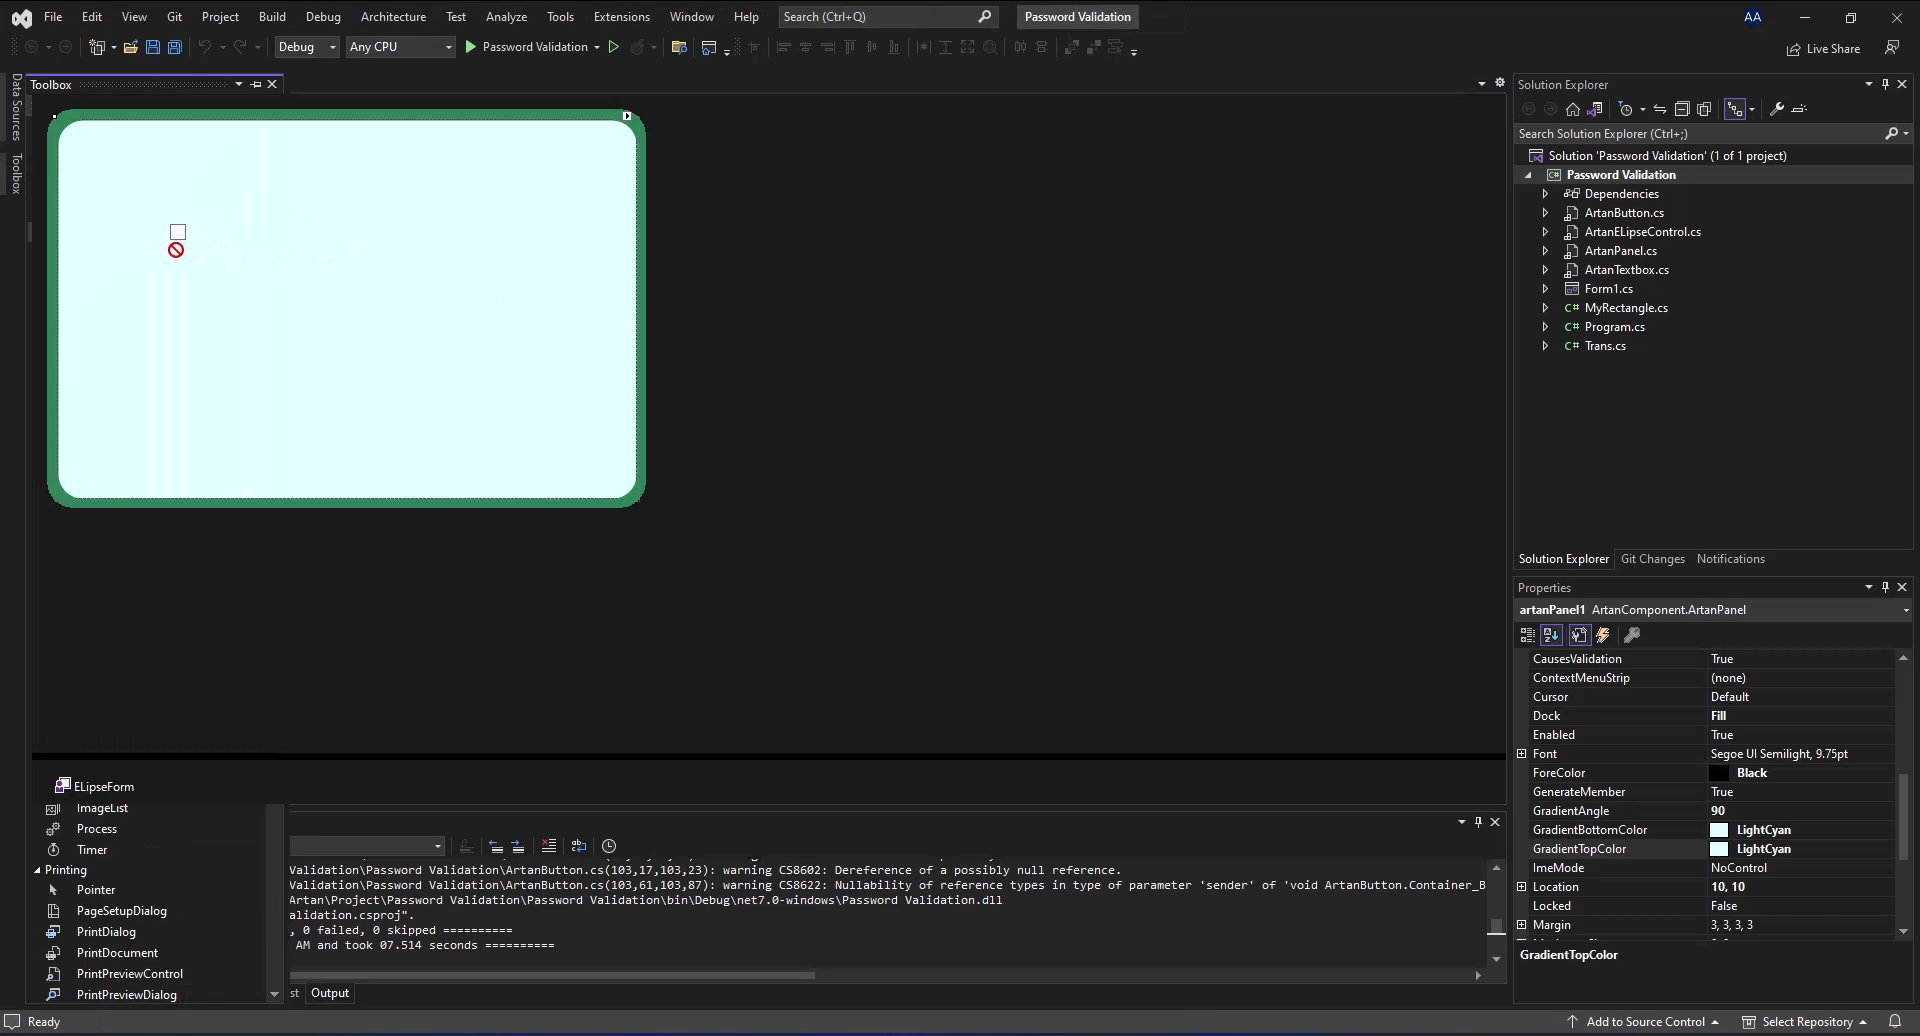 File Edit View Git Project Build Debug Architecture Test Analyze Tools Extensions Window Help Search (Ctrl+Q) Password Validation AA
Debug Any CPU Password Validation Live Share
Data Sources
Toolbox
Toolbox
ELipseForm
ImageList
Process
Timer
Printing
Pointer
PageSetupDialog
PrintDialog
PrintDocument
PrintPreviewControl
PrintPreviewDialog
Validation\Password Validation\ArtanButton.cs(103,17,103,23): warning CS8602: Dereference of a possibly null reference.
Validation\Password Validation\ArtanButton.cs(103,61,103,87): warning CS8622: Nullability of reference types in type of parameter 'sender' of 'void ArtanButton.Container_B
Artan\Project\Password Validation\Password Validation\bin\Debug\net7.0-windows\Password Validation.dll
alidation.csproj".
, 0 failed, 0 skipped ==========
AM and took 07.514 seconds ==========
st Output
Solution Explorer
Search Solution Explorer (Ctrl+;)
Solution 'Password Validation' (1 of 1 project)
Password Validation
Dependencies
ArtanButton.cs
ArtanELipseControl.cs
ArtanPanel.cs
ArtanTextbox.cs
Form1.cs
C# MyRectangle.cs
C# Program.cs
C# Trans.cs
Solution Explorer Git Changes Notifications
Properties
artanPanel1 ArtanComponent.ArtanPanel
CausesValidation True
ContextMenuStrip (none)
Cursor Default
Dock Fill
Enabled True
Font Segoe UI Semilight, 9.75pt
ForeColor Black
GenerateMember True
GradientAngle 90
GradientBottomColor LightCyan
GradientTopColor LightCyan
ImeMode NoControl
Location 10, 10
Locked False
Margin 3, 3, 3, 3
GradientTopColor
Ready Add to Source Control Select Repository